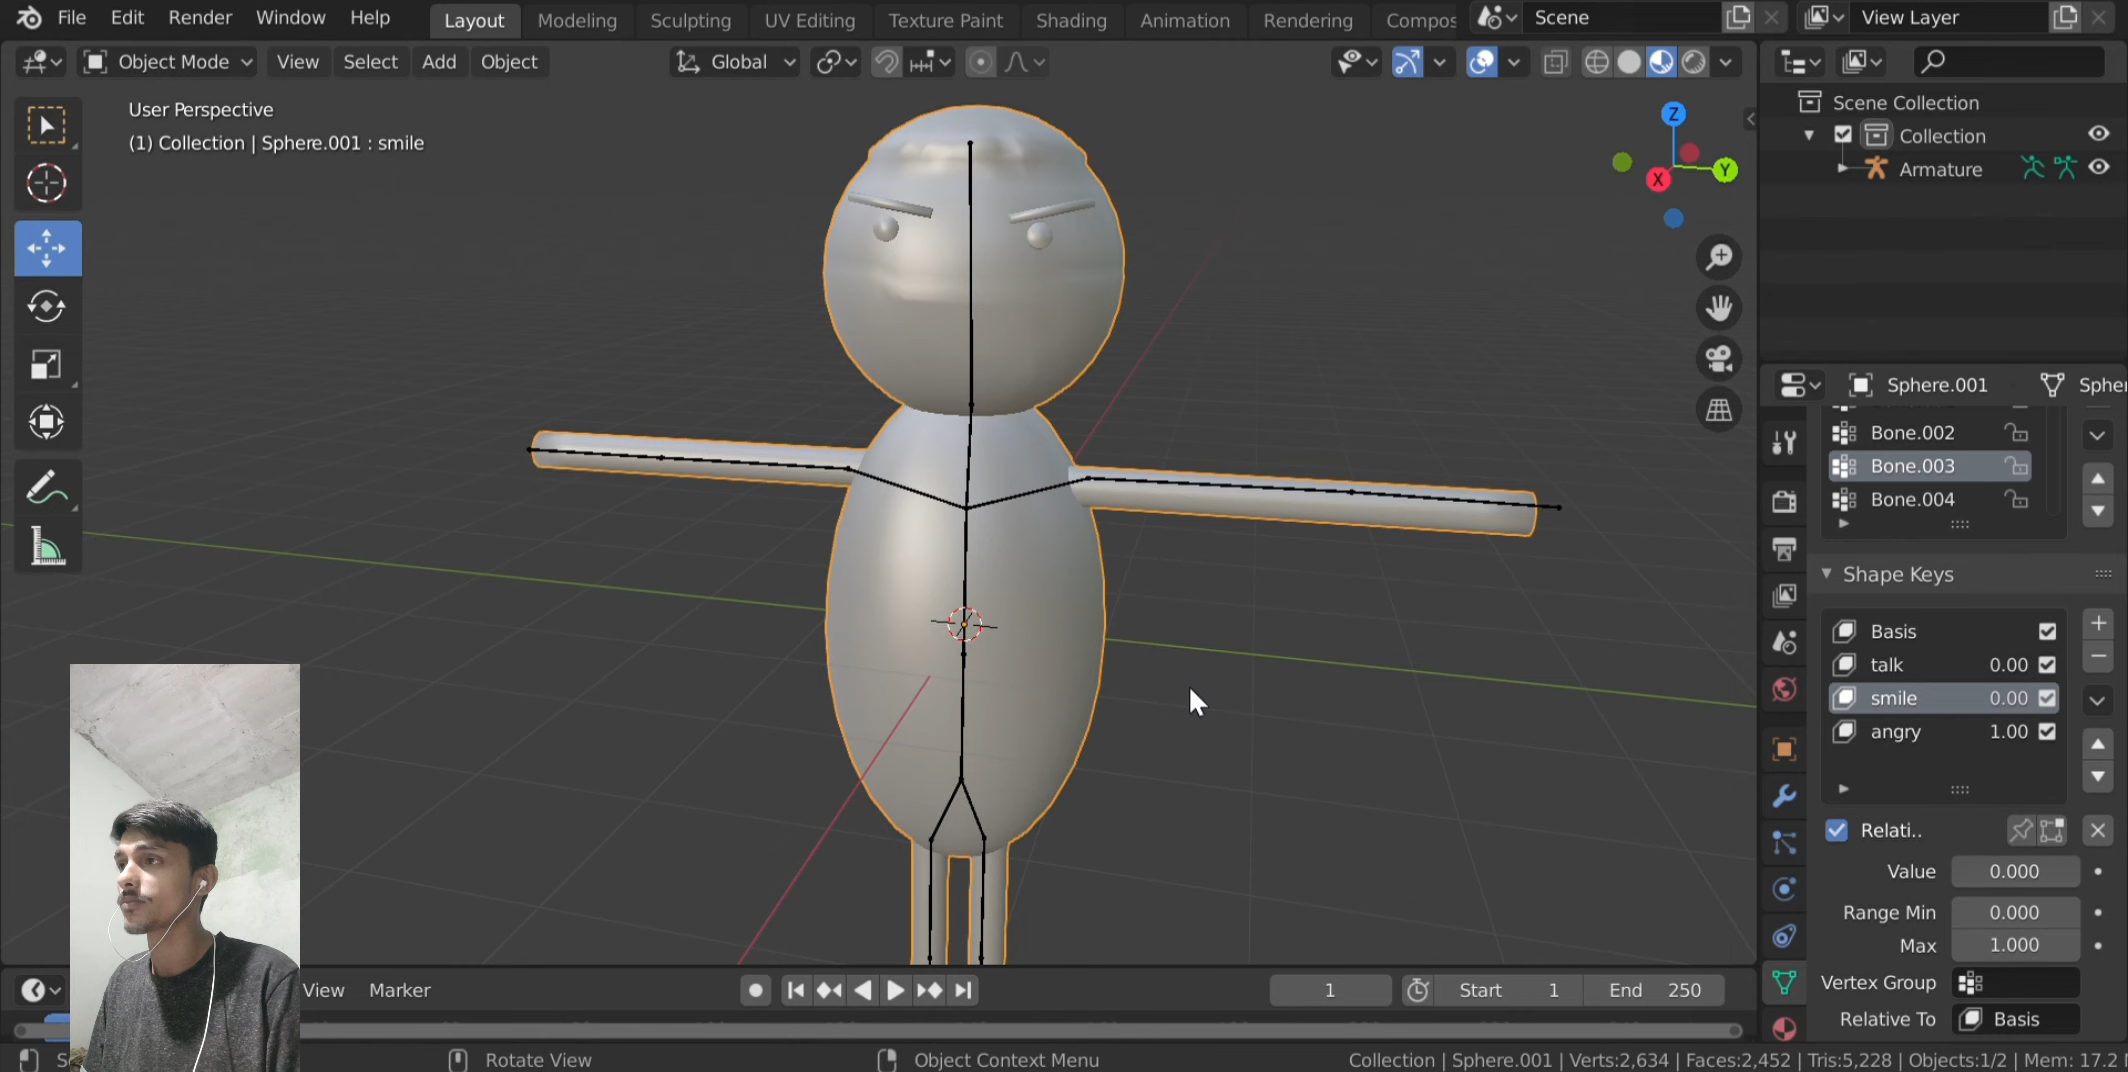 File Edit Render Window Help Layout Modeling Sculpting UV Editing Texture Paint Shading Animation Rendering Compos Scene View Layer
Object Mode View Select Add Object Global
User Perspective
(1) Collection | Sphere.001 : smile
Z
Y
X
Scene Collection
Collection
Armature
Sphere.001 Sphe
Bone.002
Bone.003
Bone.004
Shape Keys
Basis
talk 0.00
smile 0.00
angry 1.00
Relati..
Value 0.000
Range Min 0.000
Max 1.000
Vertex Group
Relative To Basis
View Marker 1 Start 1 End 250
Rotate View Object Context Menu Collection | Sphere.001 | Verts:2,634 | Faces:2,452 | Tris:5,228 | Objects:1/2 | Mem: 17.2